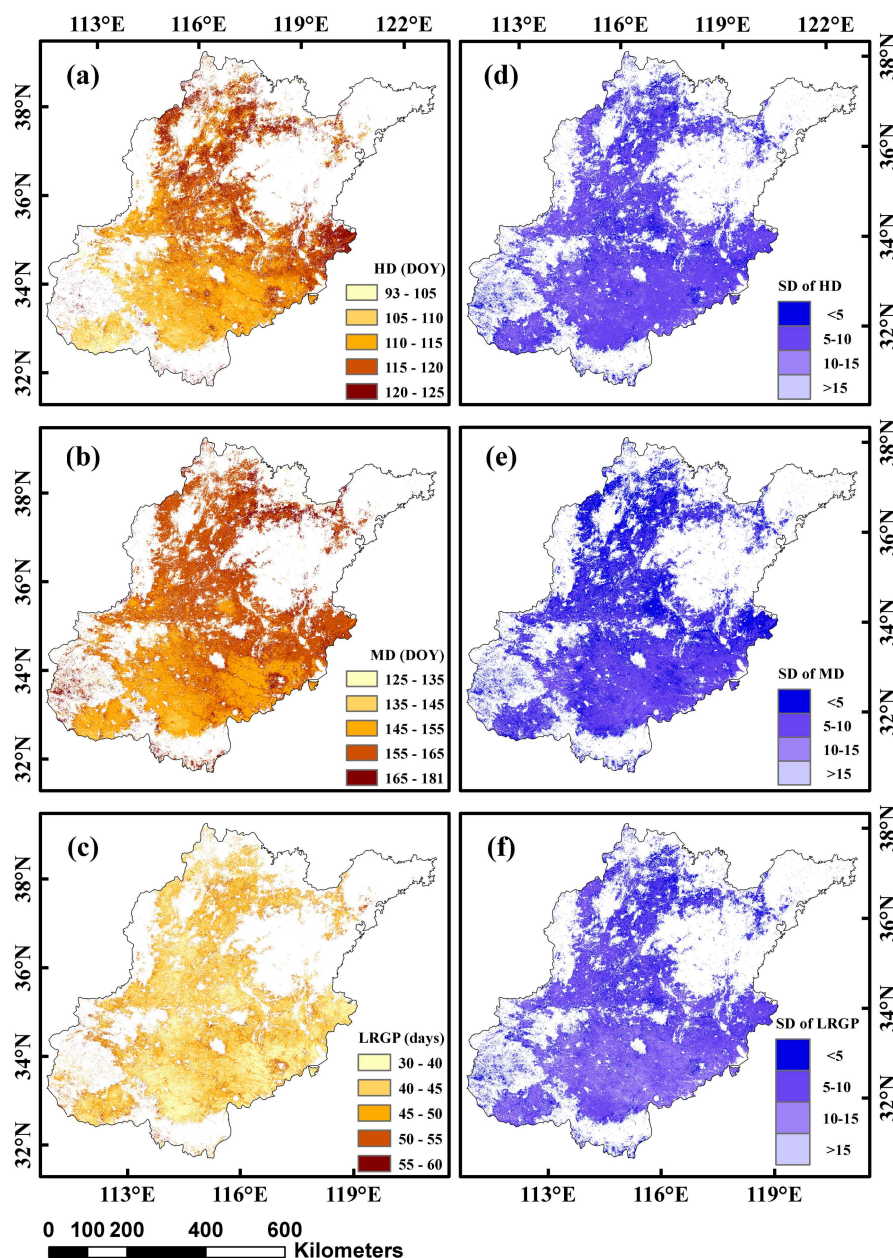 113°E 116°E 119°E 122°E
113°E 116°E 119°E 122°E
(a)
38°N
36°N
34°N
32°N
HD (DOY)
93 - 105
105 - 110
110 - 115
115 - 120
120 - 125
(d)
38°N
36°N
34°N
32°N
SD of HD
<5
5-10
10-15
>15
(b)
38°N
36°N
34°N
32°N
MD (DOY)
125 - 135
135 - 145
145 - 155
155 - 165
165 - 181
(e)
38°N
36°N
34°N
32°N
SD of MD
<5
5-10
10-15
>15
(c)
38°N
36°N
34°N
32°N
LRGP (days)
30 - 40
40 - 45
45 - 50
50 - 55
55 - 60
(f)
38°N
36°N
34°N
32°N
SD of LRGP
<5
5-10
10-15
>15
113°E 116°E 119°E
113°E 116°E 119°E
0 100 200 400 600
Kilometers